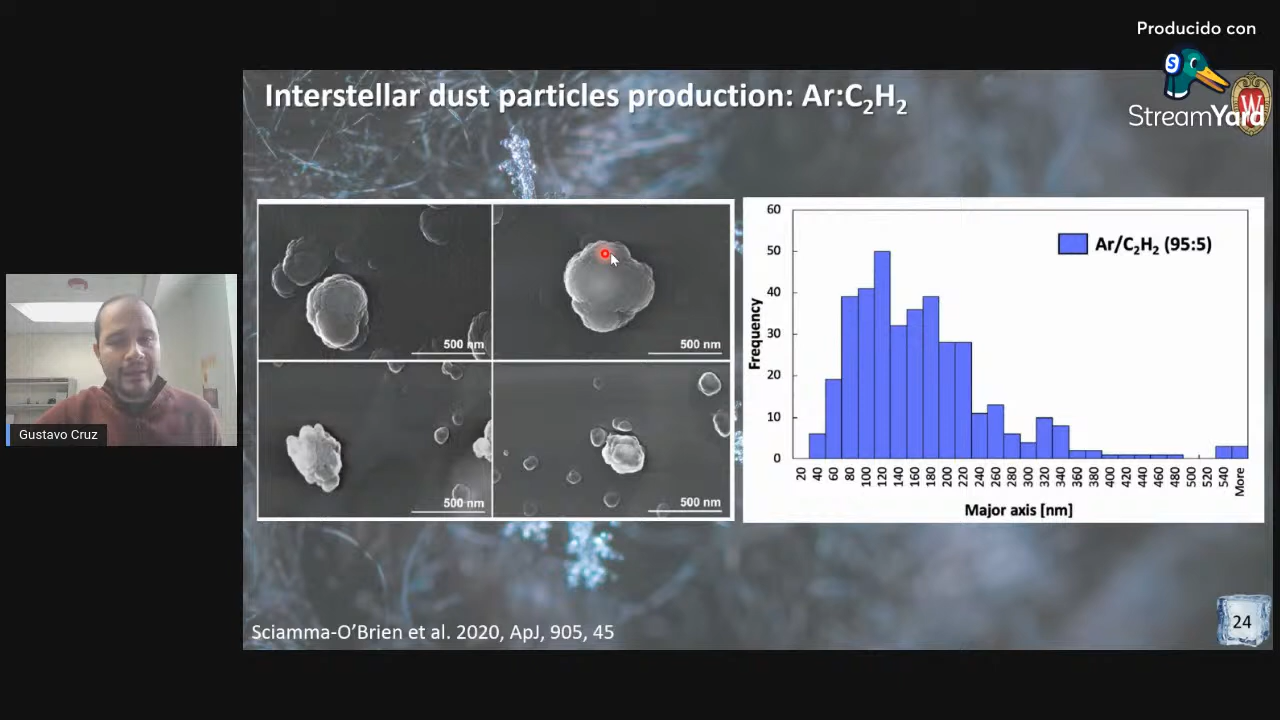 Producido con
StreamYard
Interstellar dust particles production: Ar:C₂H₂
500 nm
500 nm
500 nm
500 nm
60
50
40
30
20
10
0
Frequency
Ar/C₂H₂ (95:5)
20 40 60 80 100 120 140 160 180 200 220 240 260 280 300 320 340 360 380 400 420 440 460 480 500 520 540 More
Major axis [nm]
Gustavo Cruz
Sciamma-O'Brien et al. 2020, ApJ, 905, 45
24